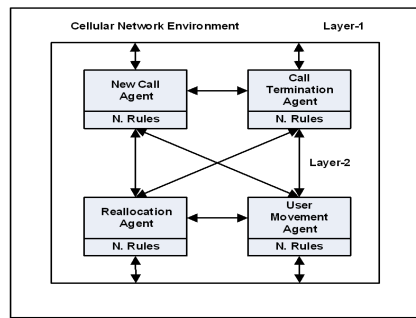 Cellular Network Environment
Layer-1
New Call
Agent
N. Rules
Call
Termination
Agent
N. Rules
Layer-2
Reallocation
Agent
N. Rules
User
Movement
Agent
N. Rules